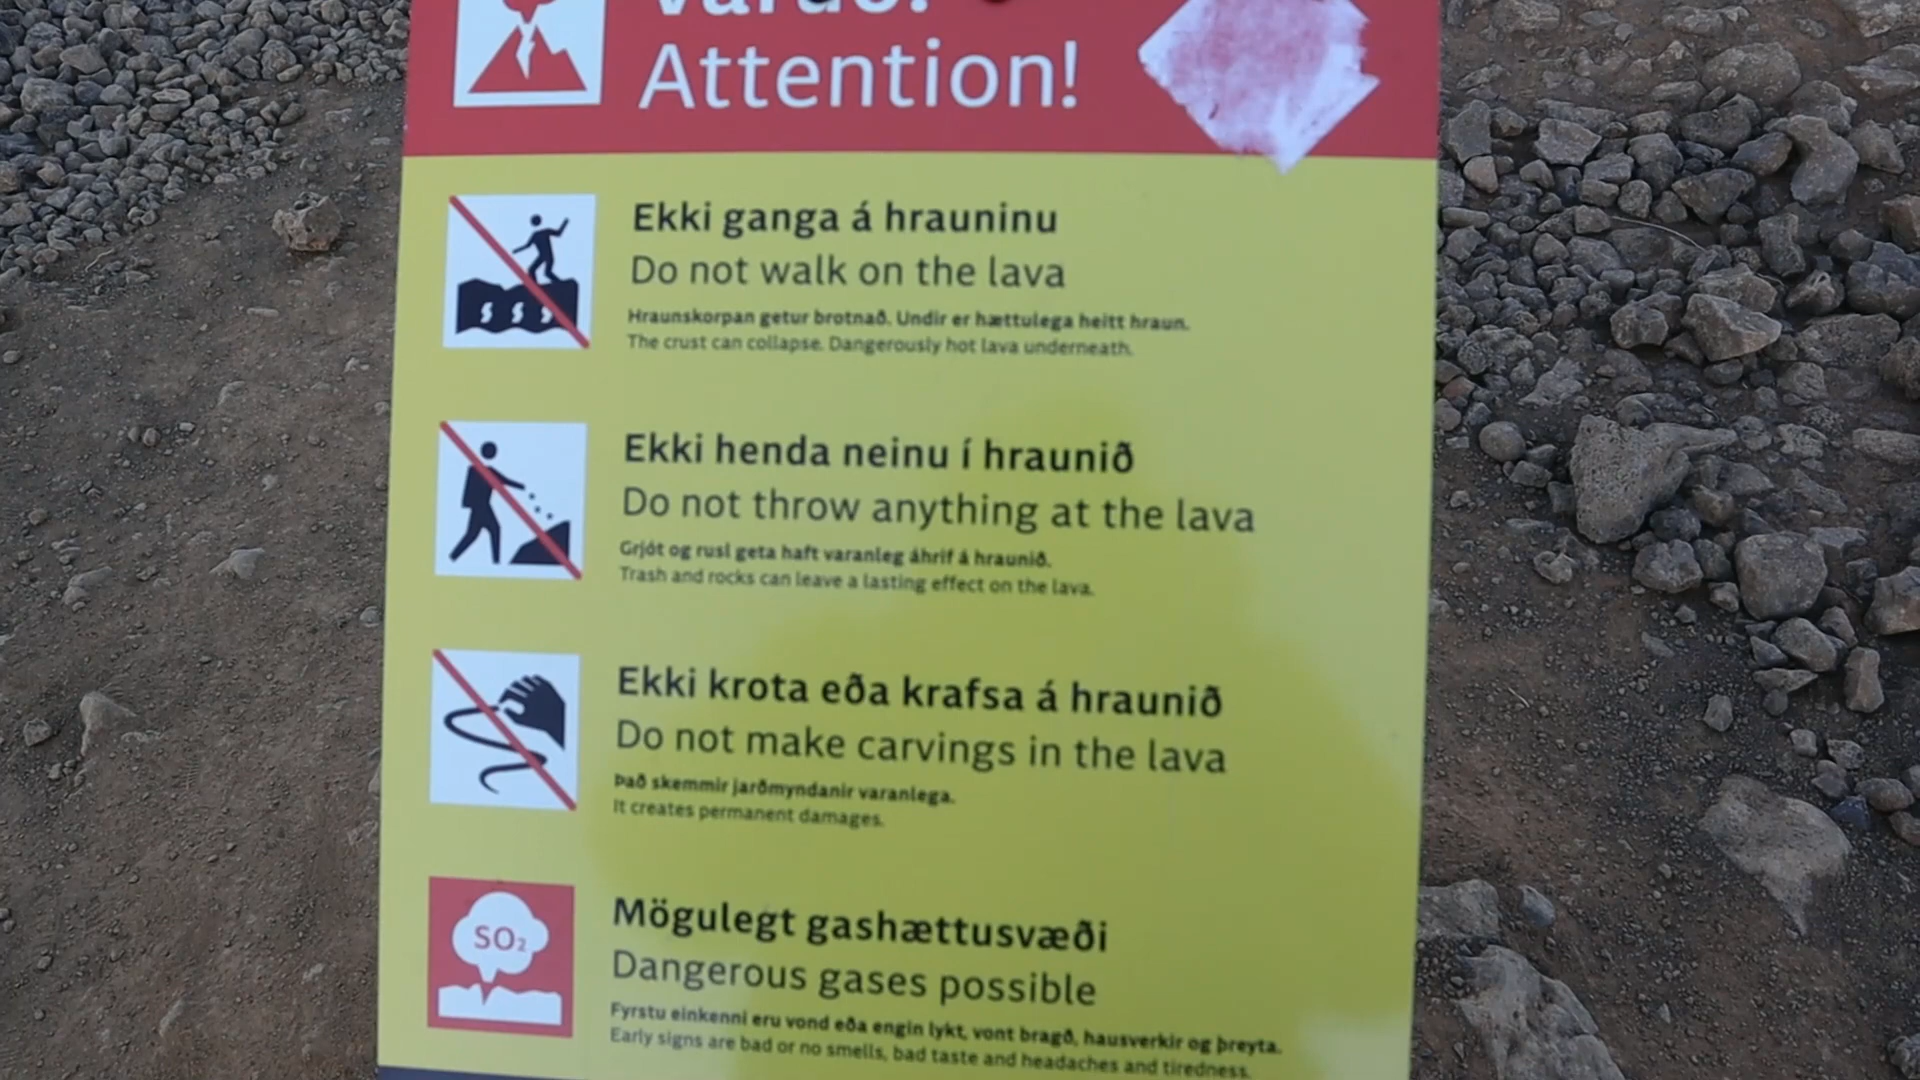 Varúð!
Attention!
Ekki ganga á hrauninu
Do not walk on the lava
Hraunskorpan getur brotnað. Undir er hættulega heitt hraun.
The crust can collapse. Dangerously hot lava underneath.
Ekki henda neinu í hraunið
Do not throw anything at the lava
Grjót og rusl geta haft varanleg áhrif á hraunið.
Trash and rocks can leave a lasting effect on the lava.
Ekki krota eða krafsa á hraunið
Do not make carvings in the lava
Það skemmir jarðmyndanir varanlega.
It creates permanent damages.
SO₂
Mögulegt gashættusvæði
Dangerous gases possible
Fyrstu einkenni eru vond eða engin lykt, vont bragð, hausverkir og þreyta.
Early signs are bad or no smells, bad taste and headaches and tiredness.